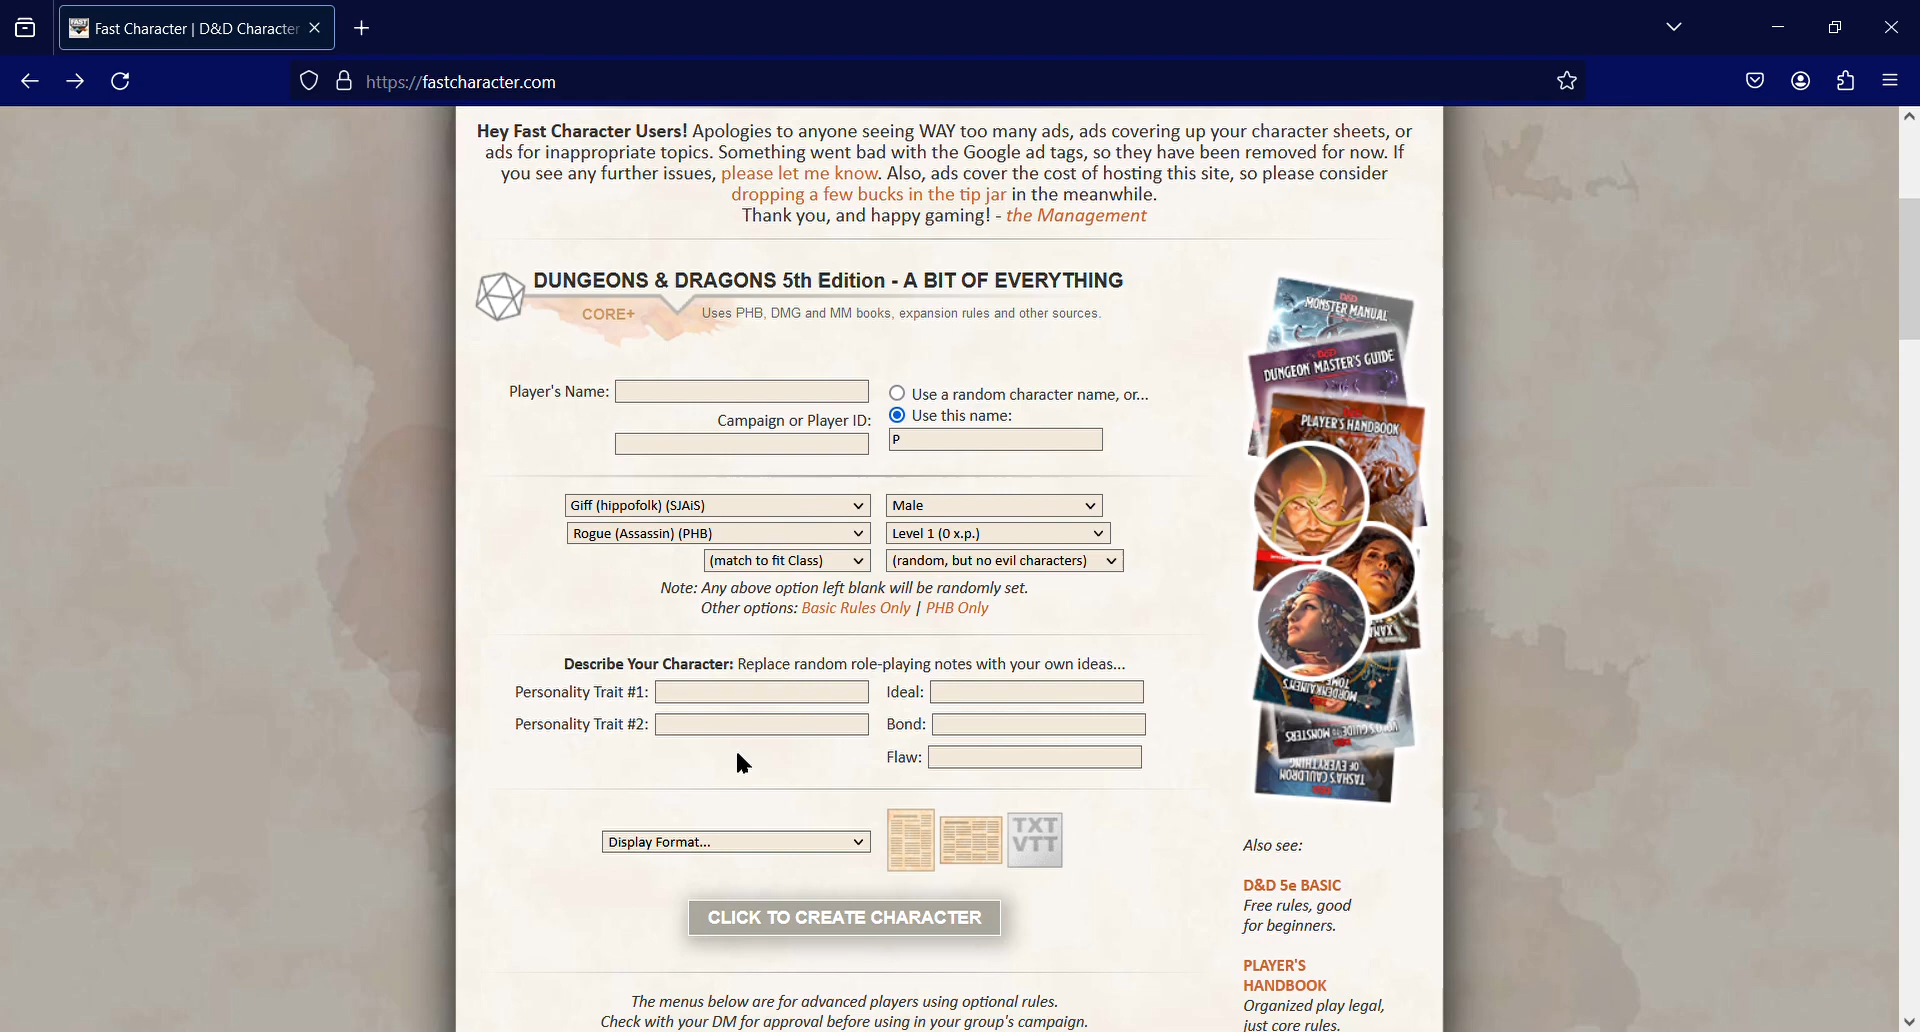 Fast Character | D&D Character
https://fastcharacter.com
Hey Fast Character Users! Apologies to anyone seeing WAY too many ads, ads covering up your character sheets, or
ads for inappropriate topics. Something went bad with the Google ad tags, so they have been removed for now. If
you see any further issues, please let me know. Also, ads cover the cost of hosting this site, so please consider
dropping a few bucks in the tip jar in the meanwhile.
Thank you, and happy gaming! - the Management
DUNGEONS & DRAGONS 5th Edition - A BIT OF EVERYTHING
CORE+
Uses PHB, DMG and MM books, expansion rules and other sources.
Player's Name:
Use a random character name, or...
Campaign or Player ID:
Use this name:
P
Giff (hippofolk) (SJAiS)
Male
Rogue (Assassin) (PHB)
Level 1 (0 x.p.)
(match to fit Class)
(random, but no evil characters)
Note: Any above option left blank will be randomly set.
Other options: Basic Rules Only | PHB Only
Describe Your Character: Replace random role-playing notes with your own ideas...
Personality Trait #1:
Ideal:
Personality Trait #2:
Bond:
Flaw:
Display Format...
TXT
VTT
CLICK TO CREATE CHARACTER
The menus below are for advanced players using optional rules.
Check with your DM for approval before using in your group's campaign.
D&D
MONSTER MANUAL
D&D
DUNGEON MASTER'S GUIDE
D&D
PLAYER'S HANDBOOK
XANA
MORDENKAINEN'S
TOME
VOLO'S GUIDE TO MONSTERS
TASHA'S CAULDRON
OF EVERYTHING
Also see:
D&D 5e BASIC
Free rules, good
for beginners.
PLAYER'S
HANDBOOK
Organized play legal,
just core rules.